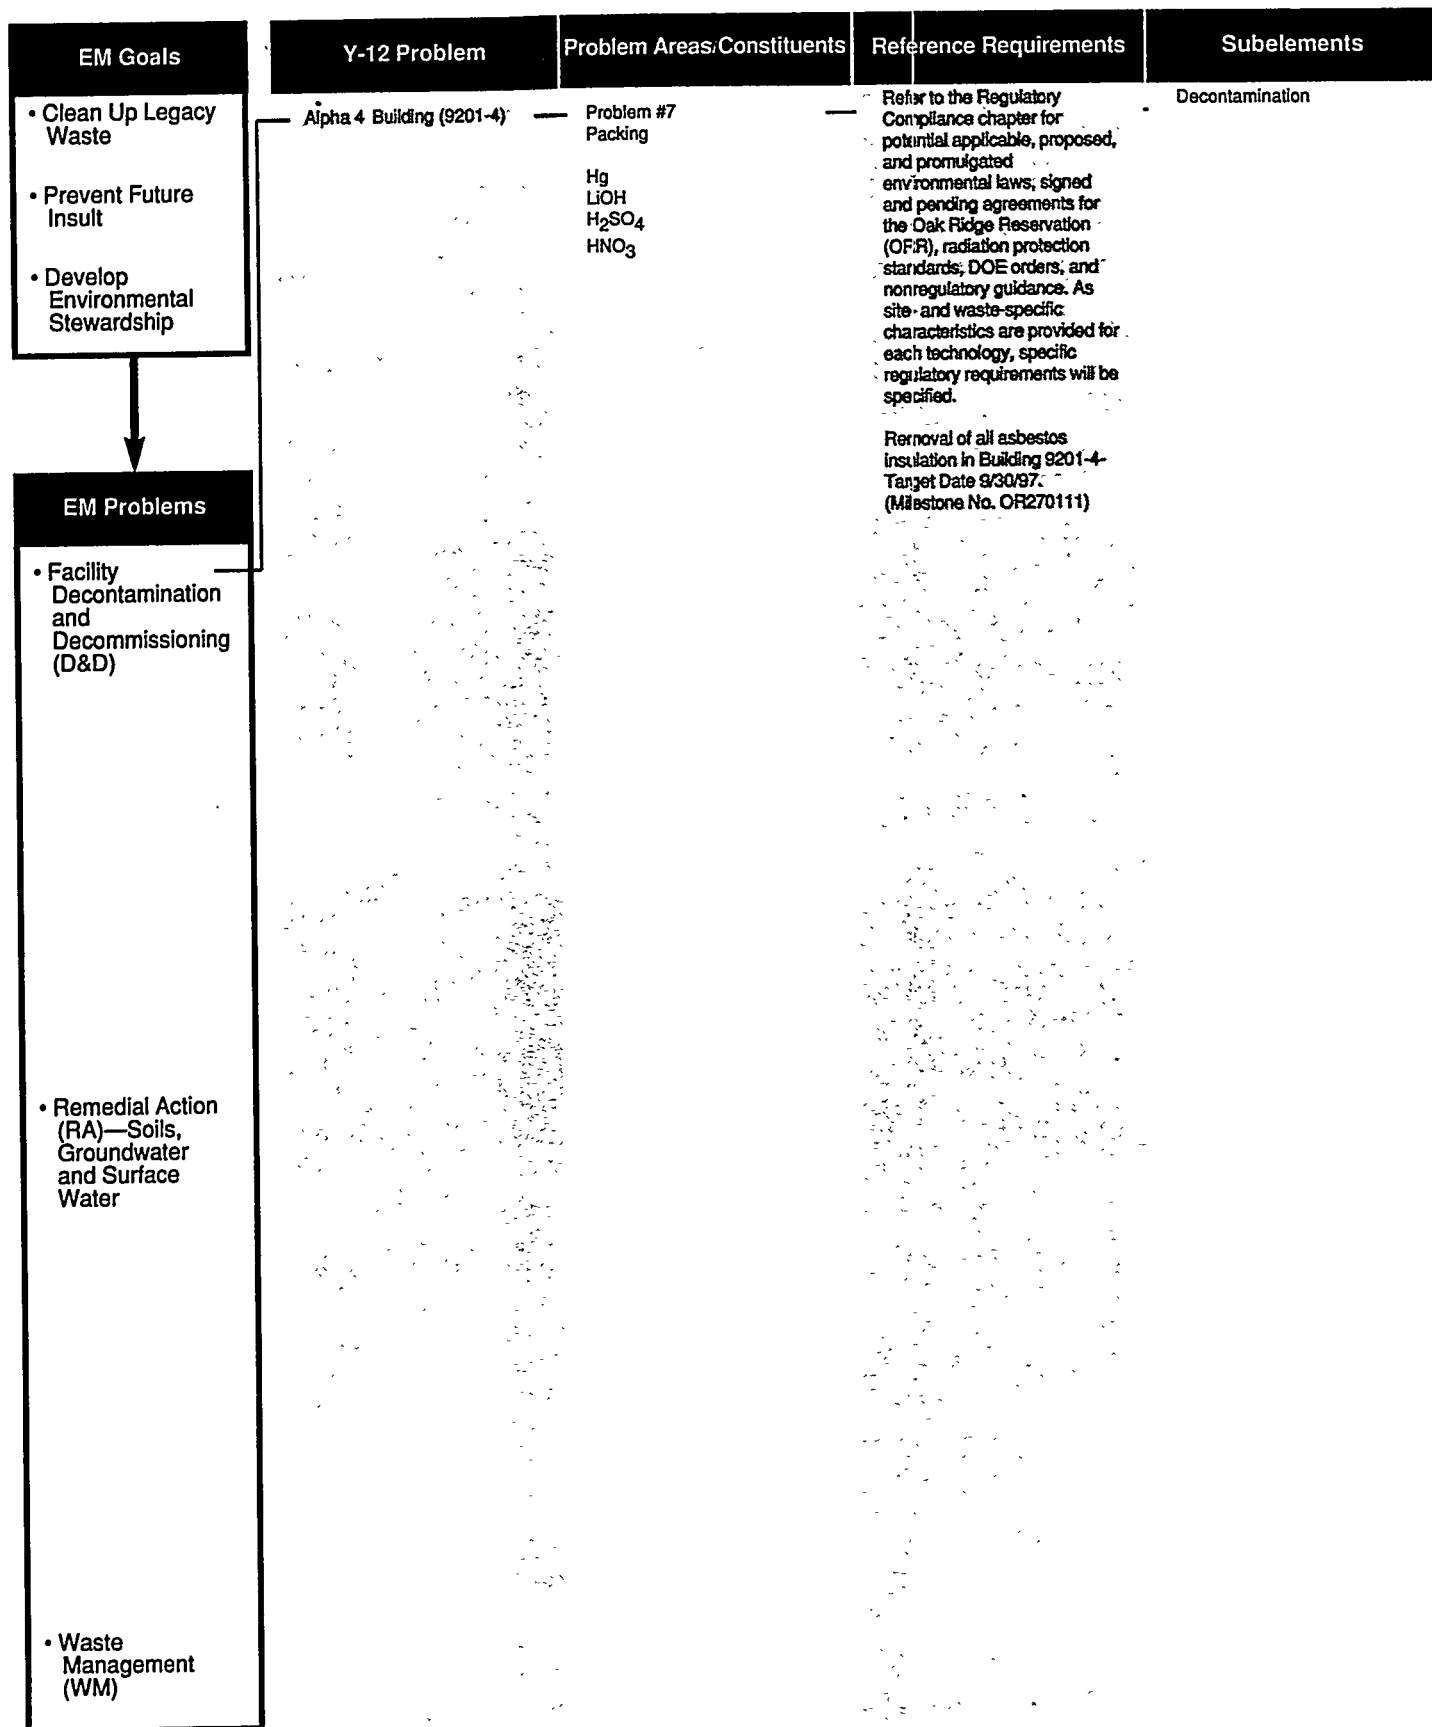 EM Goals
• Clean Up Legacy
Waste
• Prevent Future
Insult
• Develop
Environmental
Stewardship
EM Problems
• Facility
Decontamination
and
Decommissioning
(D&D)
• Remedial Action
(RA)—Soils,
Groundwater
and Surface
Water
• Waste
Management
(WM)
Y-12 Problem
Alpha 4 Building (9201-4)
Problem Areas/Constituents
Problem #7
Packing
Hg
LiOH
H₂SO₄
HNO₃
Reference Requirements
Refer to the Regulatory
Compliance chapter for
potential applicable, proposed,
and promulgated
environmental laws, signed
and pending agreements for
the Oak Ridge Reservation
(ORR), radiation protection
standards, DOE orders, and
nonregulatory guidance. As
site- and waste-specific
characteristics are provided for
each technology, specific
regulatory requirements will be
specified.
Removal of all asbestos
insulation in Building 9201-4-
Target Date 9/30/97.
(Milestone No. OR270111)
Subelements
Decontamination